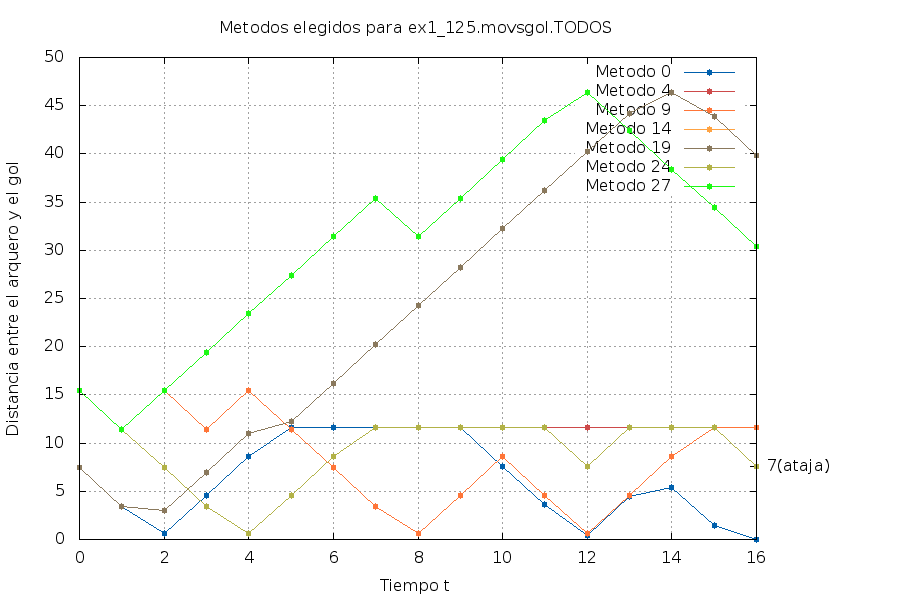 Metodos elegidos para ex1_125.movsgol.TODOS
50
45
40
35
30
25
20
15
10
5
0
Distancia entre el arquero y el gol
Metodo 0
Metodo 4
Metodo 9
Metodo 14
Metodo 19
Metodo 24
Metodo 27
7(ataja)
0 2 4 6 8 10 12 14 16
Tiempo t